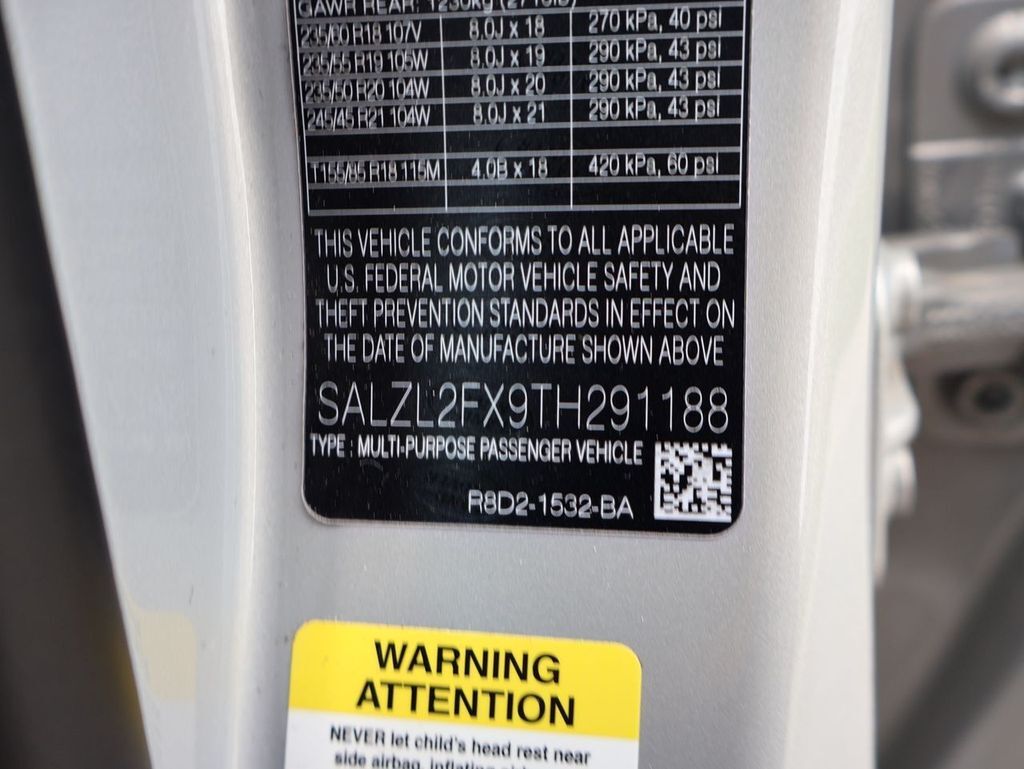 GAWR REAR: 1230kg (2710lb)
235/60 R18 107V 8.0J x 18 270 kPa, 40 psi
235/55 R19 105W 8.0J x 19 290 kPa, 43 psi
235/50 R20 104W 8.0J x 20 290 kPa, 43 psi
245/45 R21 104W 8.0J x 21 290 kPa, 43 psi
T155/85 R18 115M 4.0B x 18 420 kPa, 60 psi
THIS VEHICLE CONFORMS TO ALL APPLICABLE
U.S. FEDERAL MOTOR VEHICLE SAFETY AND
THEFT PREVENTION STANDARDS IN EFFECT ON
THE DATE OF MANUFACTURE SHOWN ABOVE
SALZL2FX9TH291188
TYPE : MULTI-PURPOSE PASSENGER VEHICLE
R8D2-1532-BA
WARNING
ATTENTION
NEVER let child's head rest near
side airbag, inflating